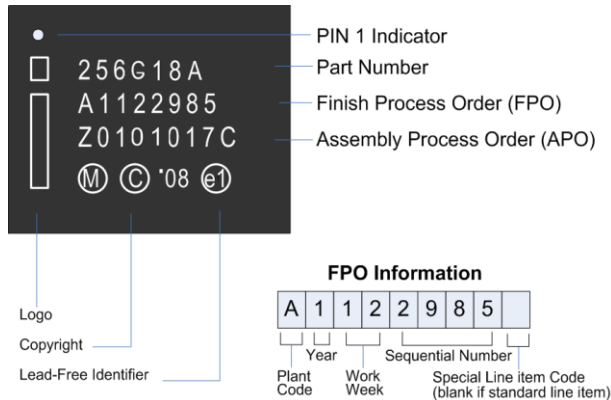 PIN 1 Indicator
256G18A
Part Number
A1122985
Finish Process Order (FPO)
Z0101017C
Assembly Process Order (APO)
M C '08 e1
FPO Information
A 1 1 2 2 9 8 5
Logo
Year
Sequential Number
Copyright
Plant Code
Work Week
Special Line item Code
(blank if standard line item)
Lead-Free Identifier